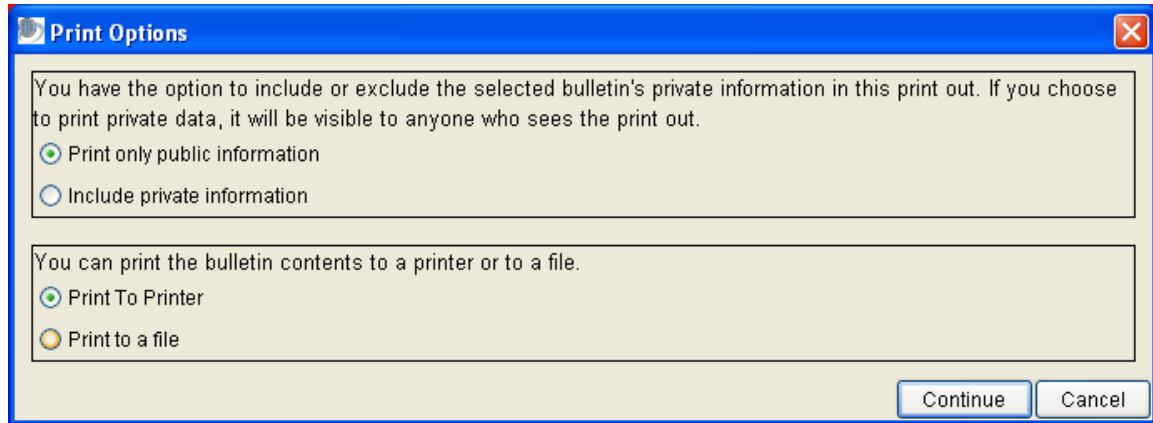 Print Options
You have the option to include or exclude the selected bulletin's private information in this print out. If you choose
to print private data, it will be visible to anyone who sees the print out.
Print only public information
Include private information
You can print the bulletin contents to a printer or to a file.
Print To Printer
Print to a file
Continue
Cancel